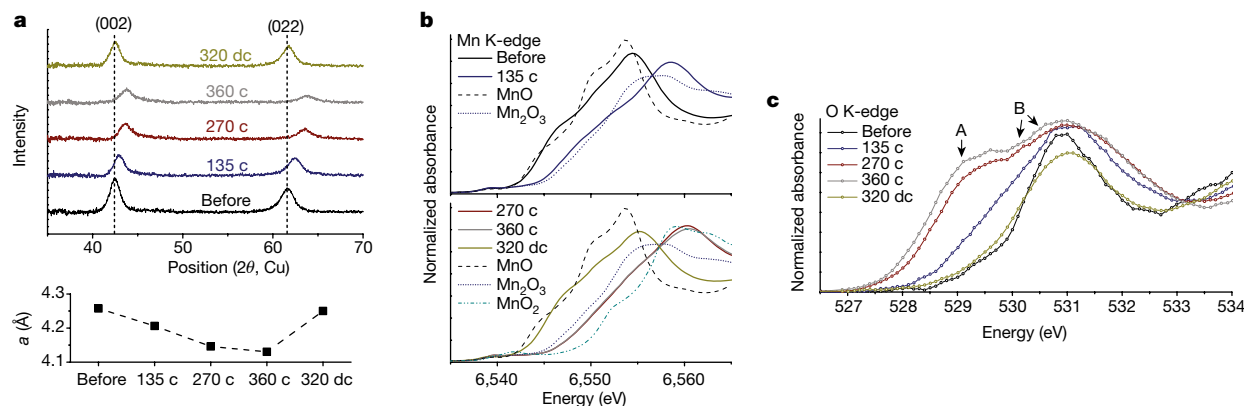 a
(002)
(022)
320 dc
360 c
270 c
135 c
Before
Intensity
40
50
60
70
Position (2θ, Cu)
4.3
4.2
4.1
a (Å)
Before
135 c
270 c
360 c
320 dc
b
Mn K-edge
Before
135 c
MnO
Mn2O3
270 c
360 c
320 dc
MnO
Mn2O3
MnO2
Normalized absorbance
6,540
6,550
6,560
Energy (eV)
c
O K-edge
Before
135 c
270 c
360 c
320 dc
A
B
Normalized absorbance
527
528
529
530
531
532
533
534
Energy (eV)